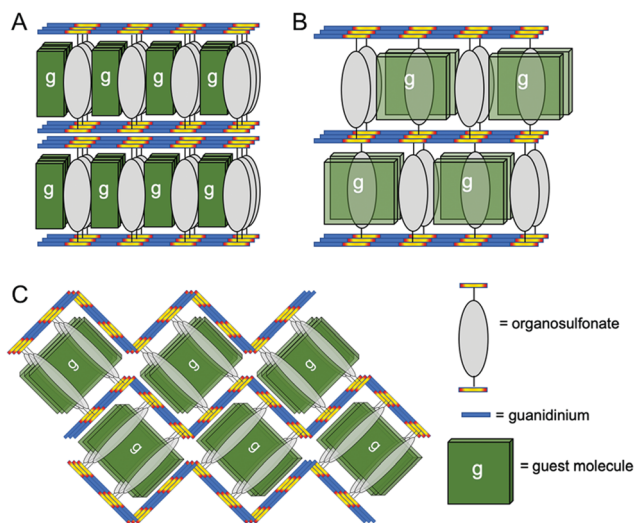 A
B
g g g g
g g
g g g g
g g
C
g g g
= organosulfonate
= guanidinium
g g g
g = guest molecule